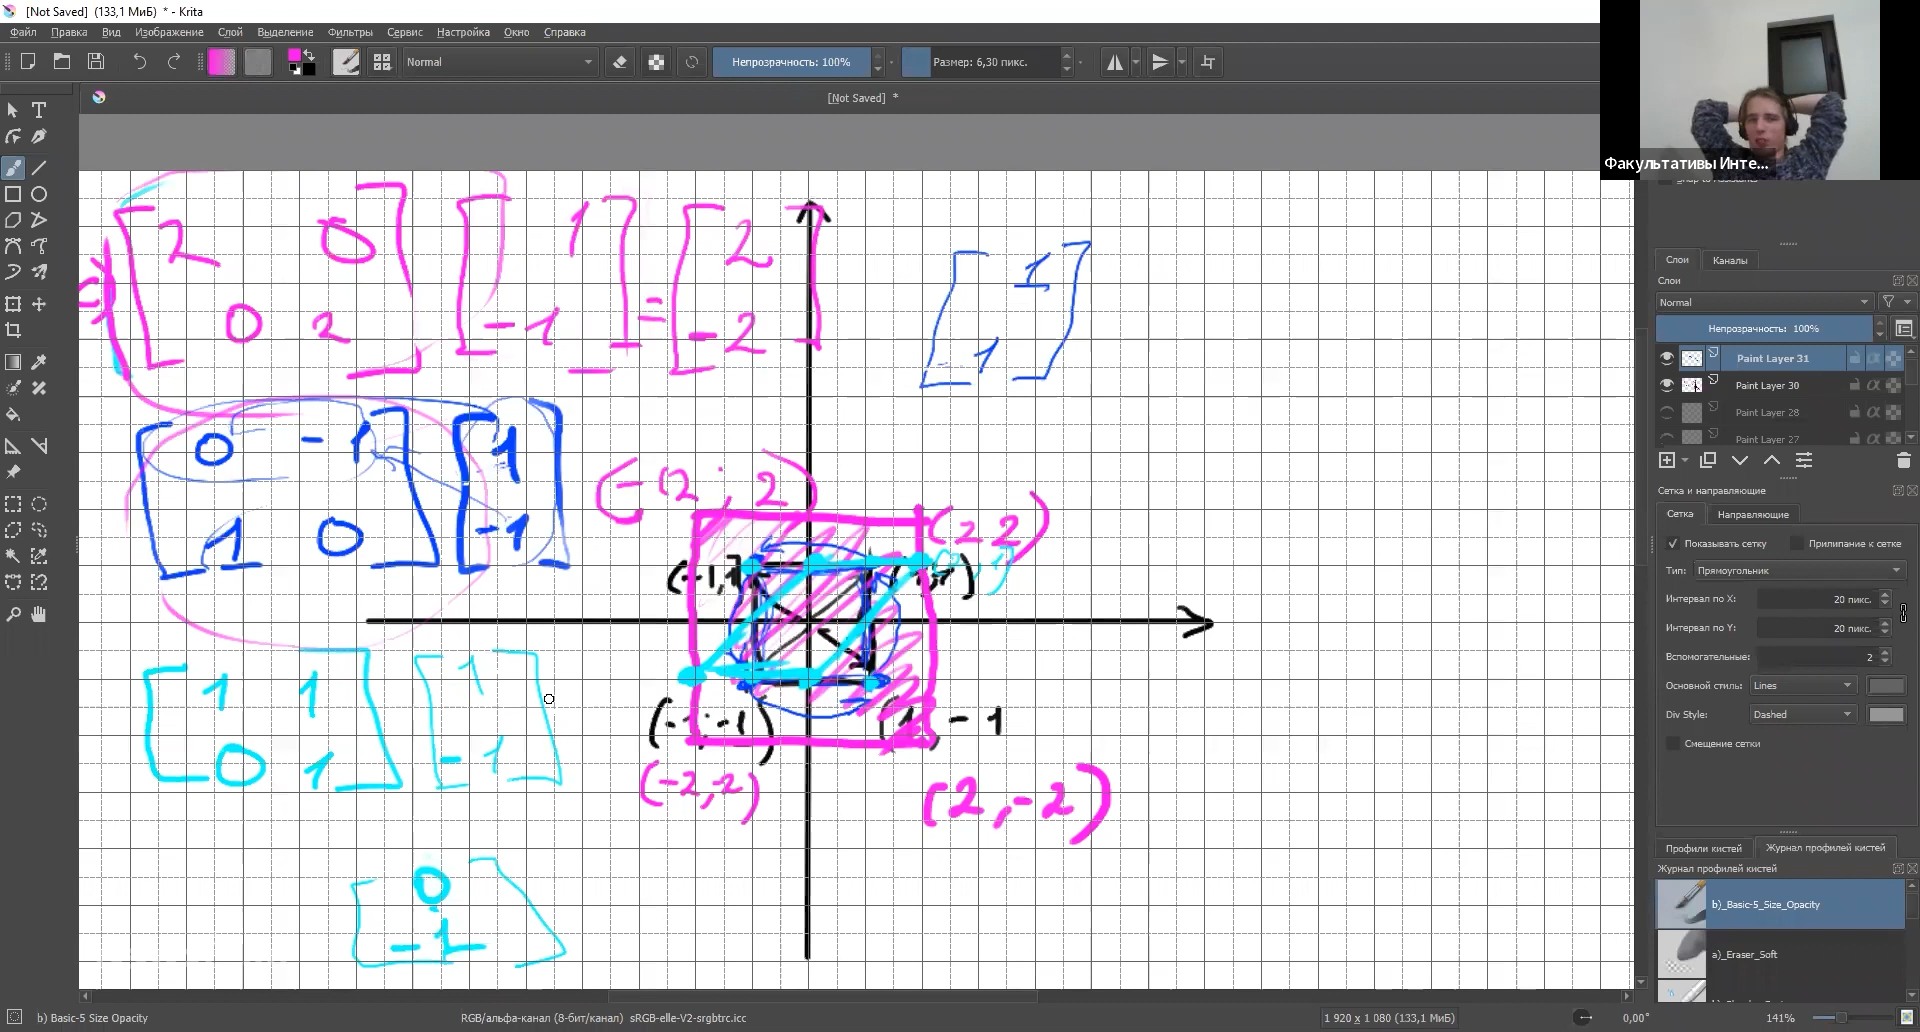 [Not Saved] (133,1 МиБ) * - Krita
Файл Правка Вид Изображение Слой Выделение Фильтры Сервис Настройка Окно Справка
Normal Непрозрачность: 100% Размер: 6,30 пикс.
[Not Saved] *
Факультативы Инте...
2 0 1 2
0 2 -1 = -2
1
1
0 -1 1
1 0 -1
(-2; 2)
(2 2)
(-1,1
(-1;-1)
- 1
(-2,-2)
(2,-2)
1 1 1
0 1 -1
0
-1
Слои Каналы
Слои
Normal
Непрозрачность: 100%
Paint Layer 31
Paint Layer 30
Paint Layer 28
Paint Layer 27
Сетка и направляющие
Сетка Направляющие
Показывать сетку Прилипание к сетке
Тип: Прямоугольник
Интервал по X: 20 пикс.
Интервал по Y: 20 пикс.
Вспомогательные: 2
Основной стиль: Lines
Div Style: Dashed
Смещение сетки
Профили кистей Журнал профилей кистей
Журнал профилей кистей
b)_Basic-5_Size_Opacity
a)_Eraser_Soft
b) Basic-5 Size Opacity RGB/альфа-канал (8-бит/канал) sRGB-elle-V2-srgbtrc.icc 1 920 x 1 080 (133,1 МиБ) 0,00° 141%